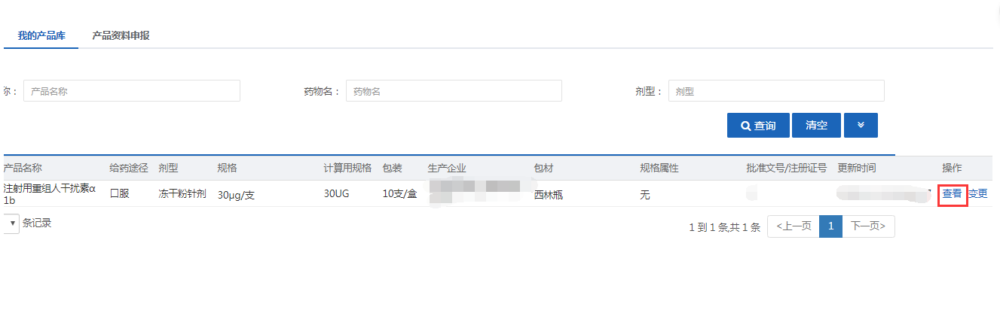 我的产品库 产品资料申报
称： 产品名称 药物名： 药物名 剂型： 剂型
查询 清空
产品名称 给药途径 剂型 规格 计算用规格 包装 生产企业 包材 规格属性 批准文号/注册证号 更新时间 操作
注射用重组人干扰素α 口服 冻干粉针剂 30μg/支 30UG 10支/盒 西林瓶 无 查看 变更
1b
条记录 1 到 1 条,共 1 条 <上一页 1 下一页>